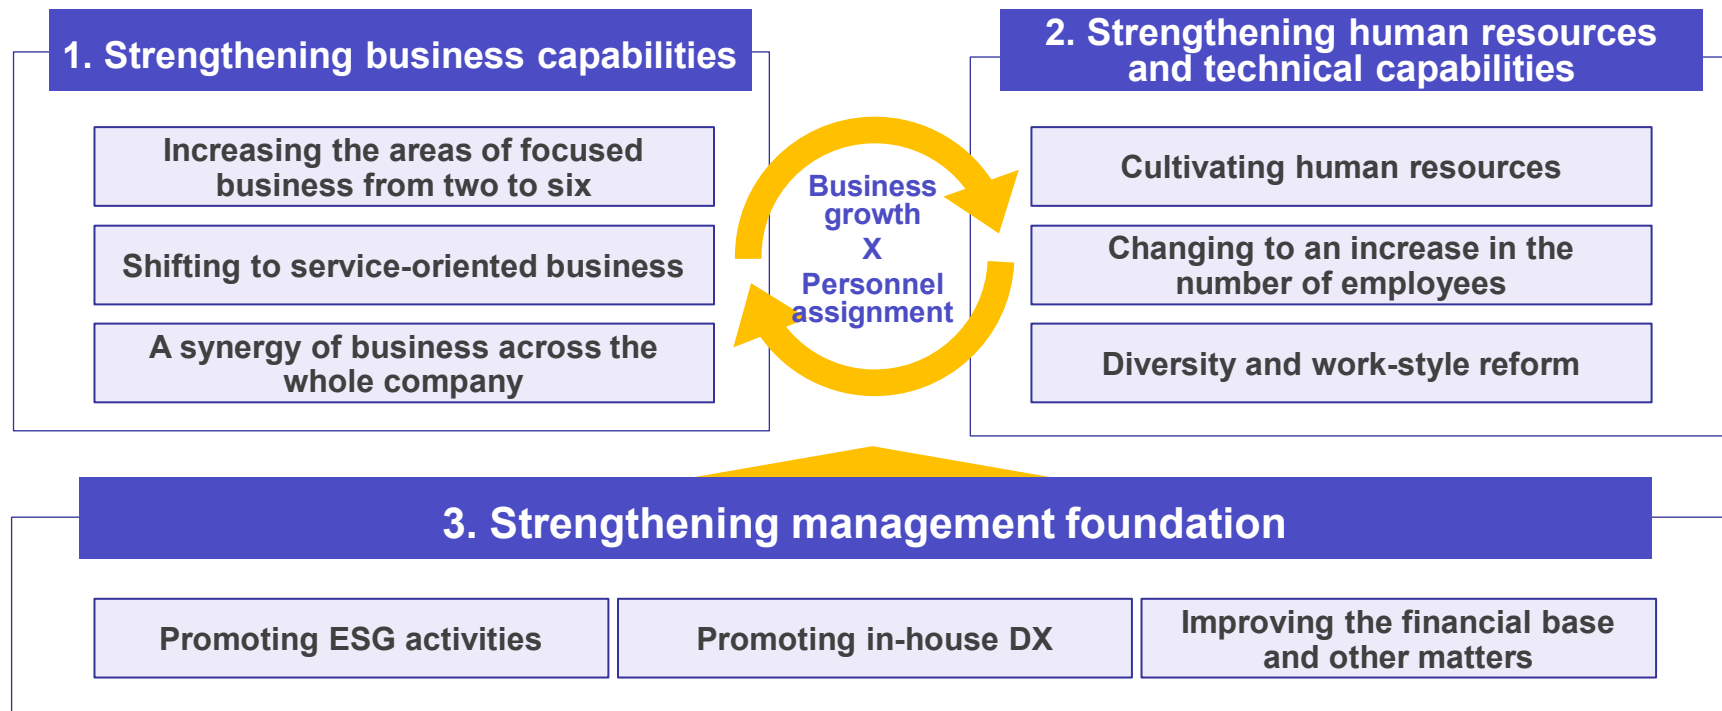 1. Strengthening business capabilities
Increasing the areas of focused
business from two to six
Shifting to service-oriented business
A synergy of business across the
whole company
Business
growth
X
Personnel
assignment
2. Strengthening human resources
and technical capabilities
Cultivating human resources
Changing to an increase in the
number of employees
Diversity and work-style reform
3. Strengthening management foundation
Promoting ESG activities
Promoting in-house DX
Improving the financial base
and other matters